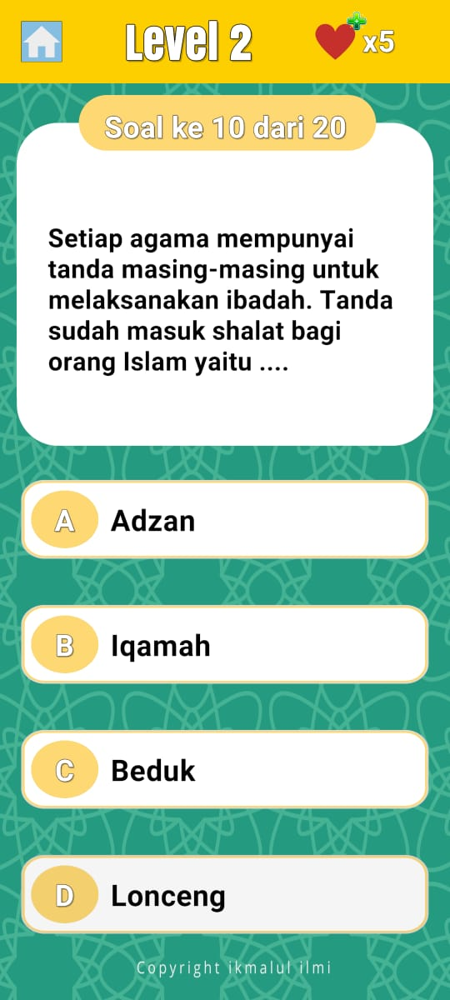 Level 2
x5
Soal ke 10 dari 20
Setiap agama mempunyai
tanda masing-masing untuk
melaksanakan ibadah. Tanda
sudah masuk shalat bagi
orang Islam yaitu ....
A Adzan
B Iqamah
C Beduk
D Lonceng
Copyright ikmalul ilmi